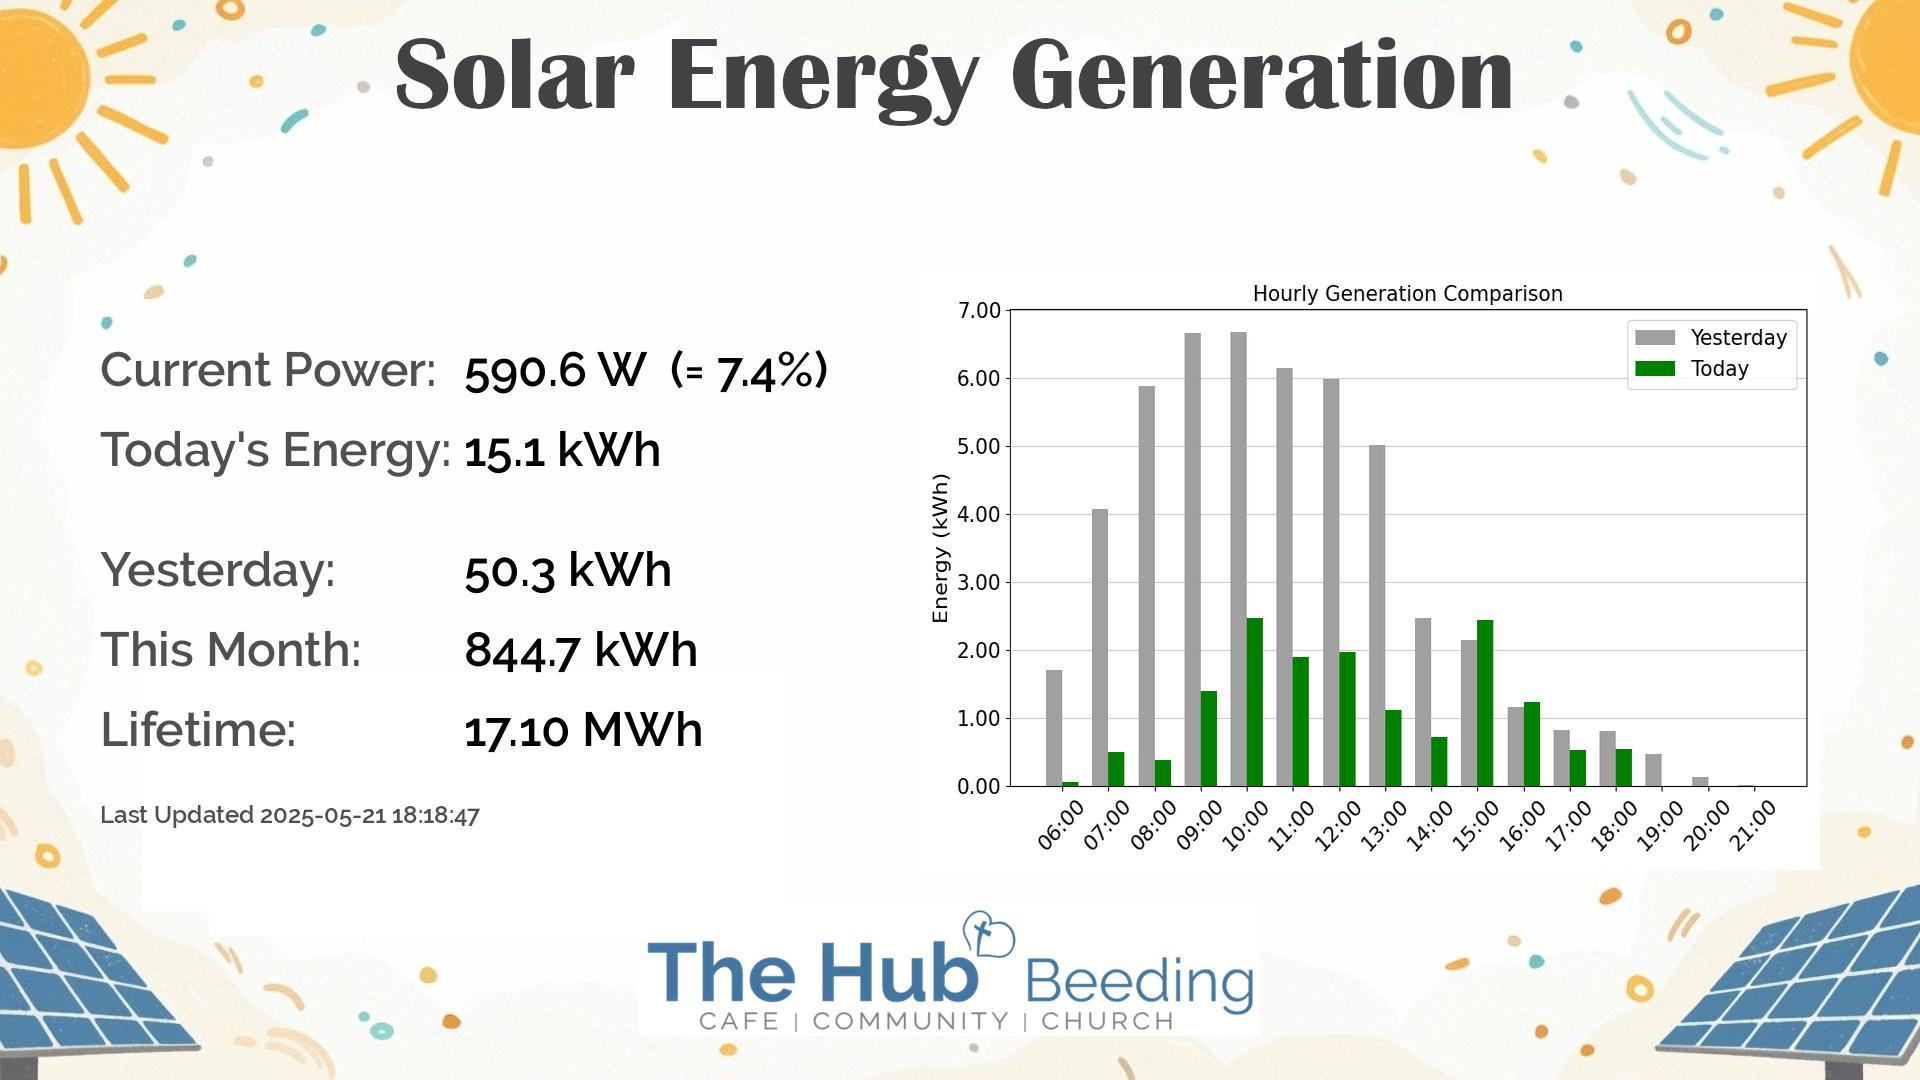 Solar Energy Generation
Current Power: 590.6 W (= 7.4%)
Today's Energy: 15.1 kWh
Yesterday: 50.3 kWh
This Month: 844.7 kWh
Lifetime: 17.10 MWh
Last Updated 2025-05-21 18:18:47
Hourly Generation Comparison
Yesterday
Today
Energy (kWh)
7.00
6.00
5.00
4.00
3.00
2.00
1.00
0.00
06:00 07:00 08:00 09:00 10:00 11:00 12:00 13:00 14:00 15:00 16:00 17:00 18:00 19:00 20:00 21:00
The Hub Beeding
CAFE | COMMUNITY | CHURCH